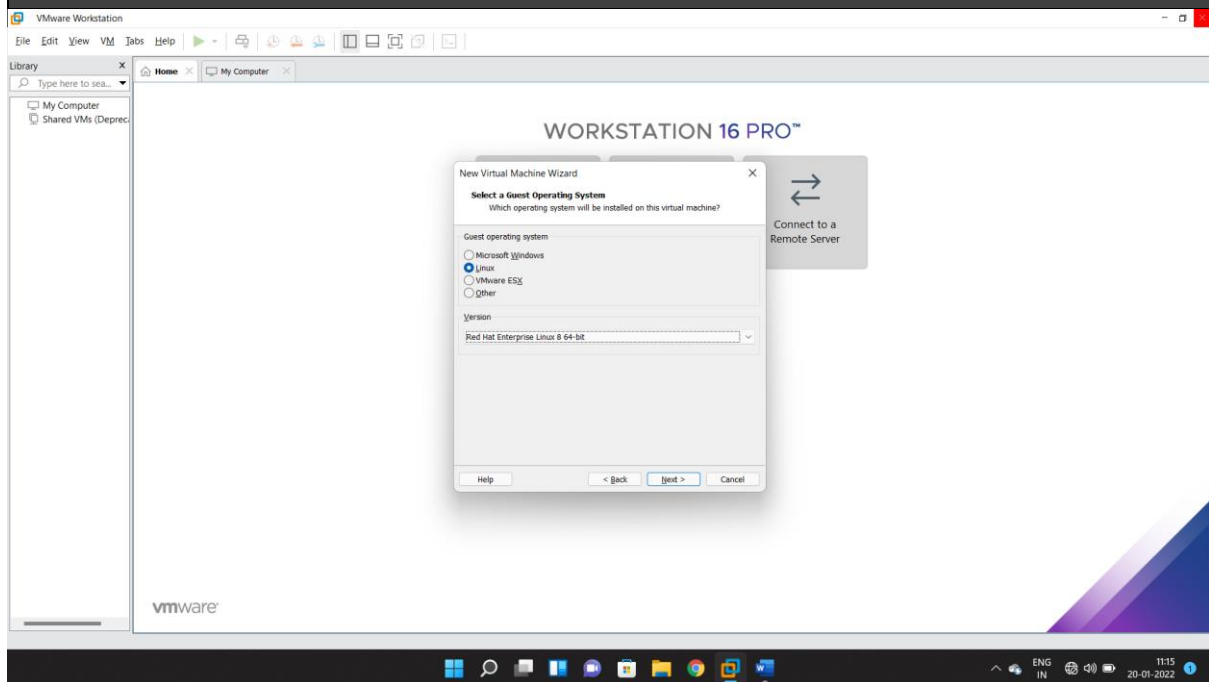 VMware Workstation
File Edit View VM Tabs Help
Library X
Type here to sea...
Home
My Computer
My Computer
Shared VMs (Depreca
WORKSTATION 16 PRO™
New Virtual Machine Wizard
Select a Guest Operating System
Which operating system will be installed on this virtual machine?
Guest operating system
Microsoft Windows
Linux
VMware ESX
Other
Version
Red Hat Enterprise Linux 8 64-bit
Help < Back Next > Cancel
Connect to a
Remote Server
vmware
ENG
IN
11:15
20-01-2022
1